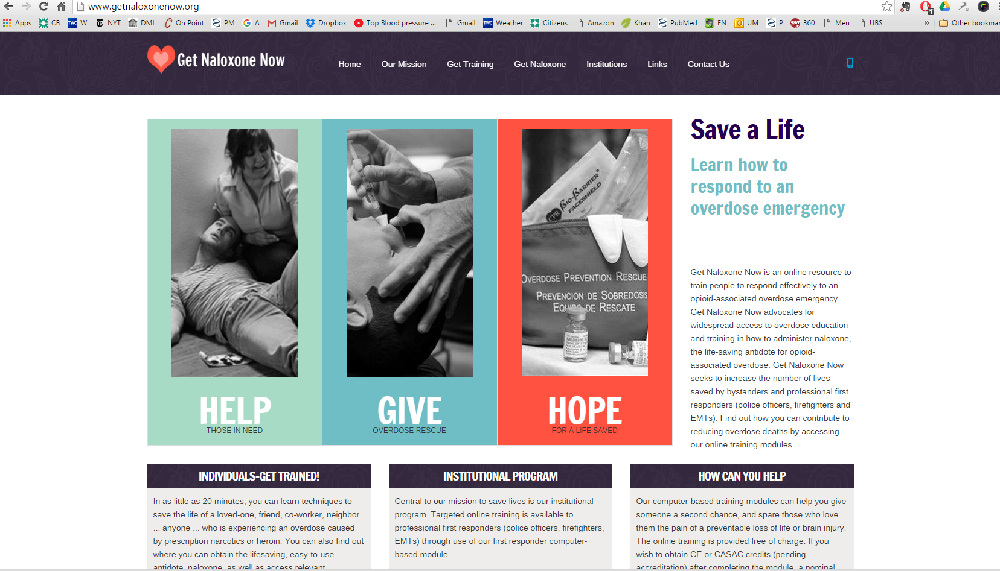 www.getnaloxonenow.org
Apps CB W NYT DML On Point PM A Gmail Dropbox Top Blood pressure ... Gmail Weather Citizens Amazon Khan PubMed EN UM P 360 Men UBS » Other bookmar
Get Naloxone Now
Home Our Mission Get Training Get Naloxone Institutions Links Contact Us
CPR Bio-Barrier®
FACESHIELD
OVERDOSE PREVENTION RESCUE
PREVENCION DE SOBREDOSIS
EQUIPO DE RESCATE
HELP
THOSE IN NEED
GIVE
OVERDOSE RESCUE
HOPE
FOR A LIFE SAVED
Save a Life
Learn how to
respond to an
overdose emergency
Get Naloxone Now is an online resource to
train people to respond effectively to an
opioid-associated overdose emergency.
Get Naloxone Now advocates for
widespread access to overdose education
and training in how to administer naloxone,
the life-saving antidote for opioid-
associated overdose. Get Naloxone Now
seeks to increase the number of lives
saved by bystanders and professional first
responders (police officers, firefighters and
EMTs). Find out how you can contribute to
reducing overdose deaths by accessing
our online training modules.
INDIVIDUALS-GET TRAINED!
In as little as 20 minutes, you can learn techniques to
save the life of a loved-one, friend, co-worker, neighbor
... anyone ... who is experiencing an overdose caused
by prescription narcotics or heroin. You can also find out
where you can obtain the lifesaving, easy-to-use
antidote, naloxone, as well as access relevant
INSTITUTIONAL PROGRAM
Central to our mission to save lives is our institutional
program. Targeted online training is available to
professional first responders (police officers, firefighters,
EMTs) through use of our first responder computer-
based module.
HOW CAN YOU HELP
Our computer-based training modules can help you give
someone a second chance, and spare those who love
them the pain of a preventable loss of life or brain injury.
The online training is provided free of charge. If you
wish to obtain CE or CASAC credits (pending
accreditation) after completing the module, a nominal